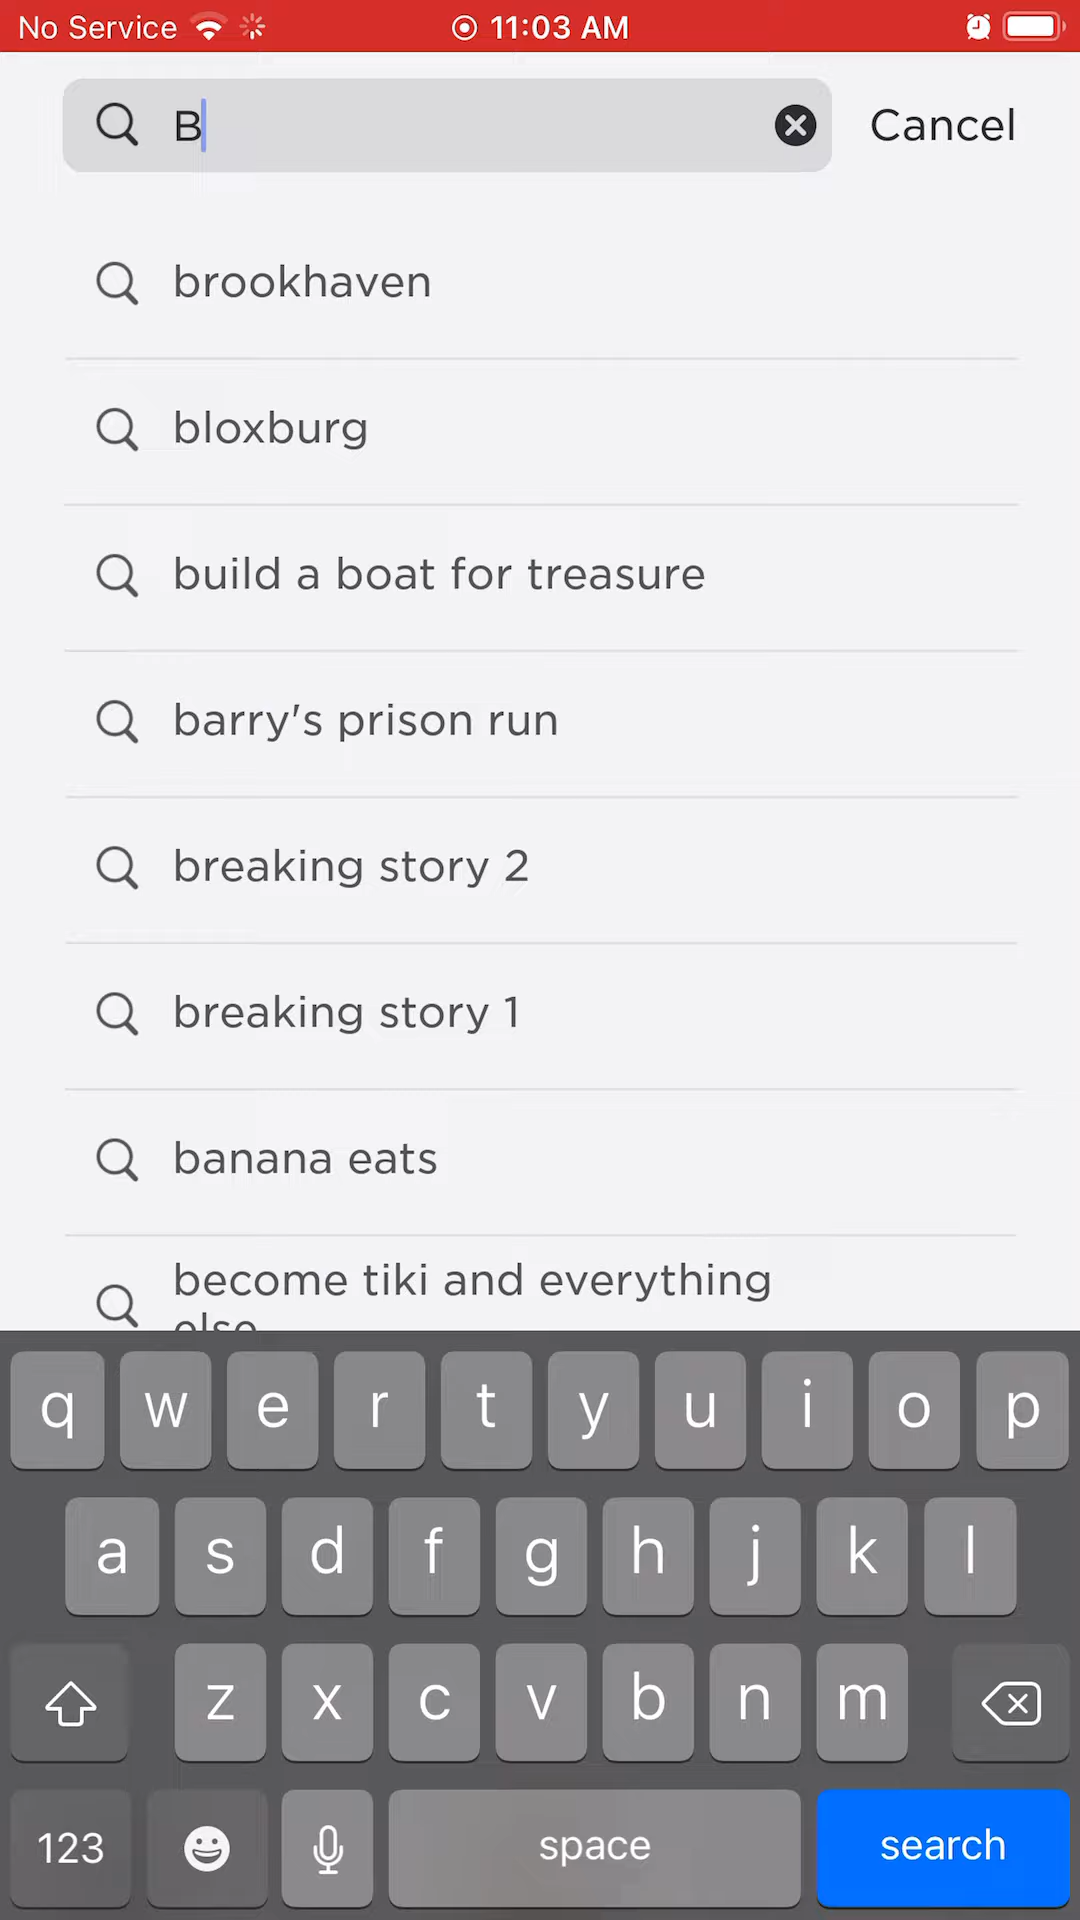 No Service 11:03 AM
B Cancel
brookhaven
bloxburg
build a boat for treasure
barry's prison run
breaking story 2
breaking story 1
banana eats
become tiki and everything
else
q w e r t y u i o p
a s d f g h j k l
z x c v b n m
123 space search